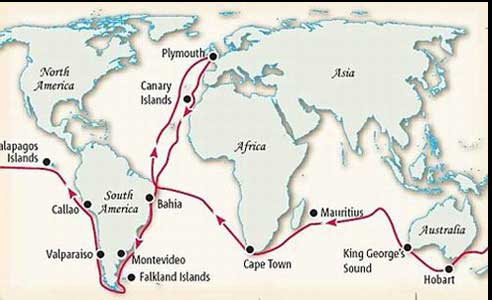 Plymouth
North
America
Asia
Canary
Islands
Africa
alapagos
Islands
South
America
Bahia
Callao
Mauritius
Australia
Valparaiso
Montevideo
King George's
Sound
Cape Town
Falkland Islands
Hobart